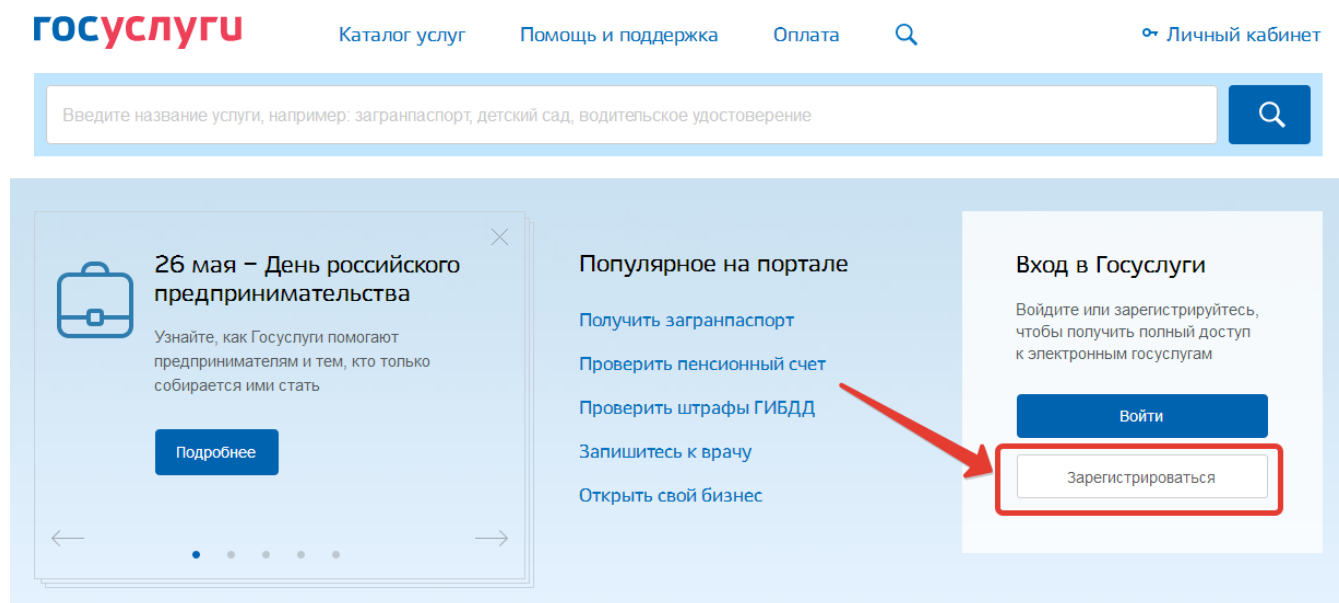 госуслуги
Каталог услуг
Помощь и поддержка
Оплата
Личный кабинет
Введите название услуги, например: загранпаспорт, детский сад, водительское удостоверение
26 мая – День российского
предпринимательства
Узнайте, как Госуслуги помогают
предпринимателям и тем, кто только
собирается ими стать
Подробнее
Популярное на портале
Получить загранпаспорт
Проверить пенсионный счет
Проверить штрафы ГИБДД
Запишитесь к врачу
Открыть свой бизнес
Вход в Госуслуги
Войдите или зарегистрируйтесь,
чтобы получить полный доступ
к электронным госуслугам
Войти
Зарегистрироваться